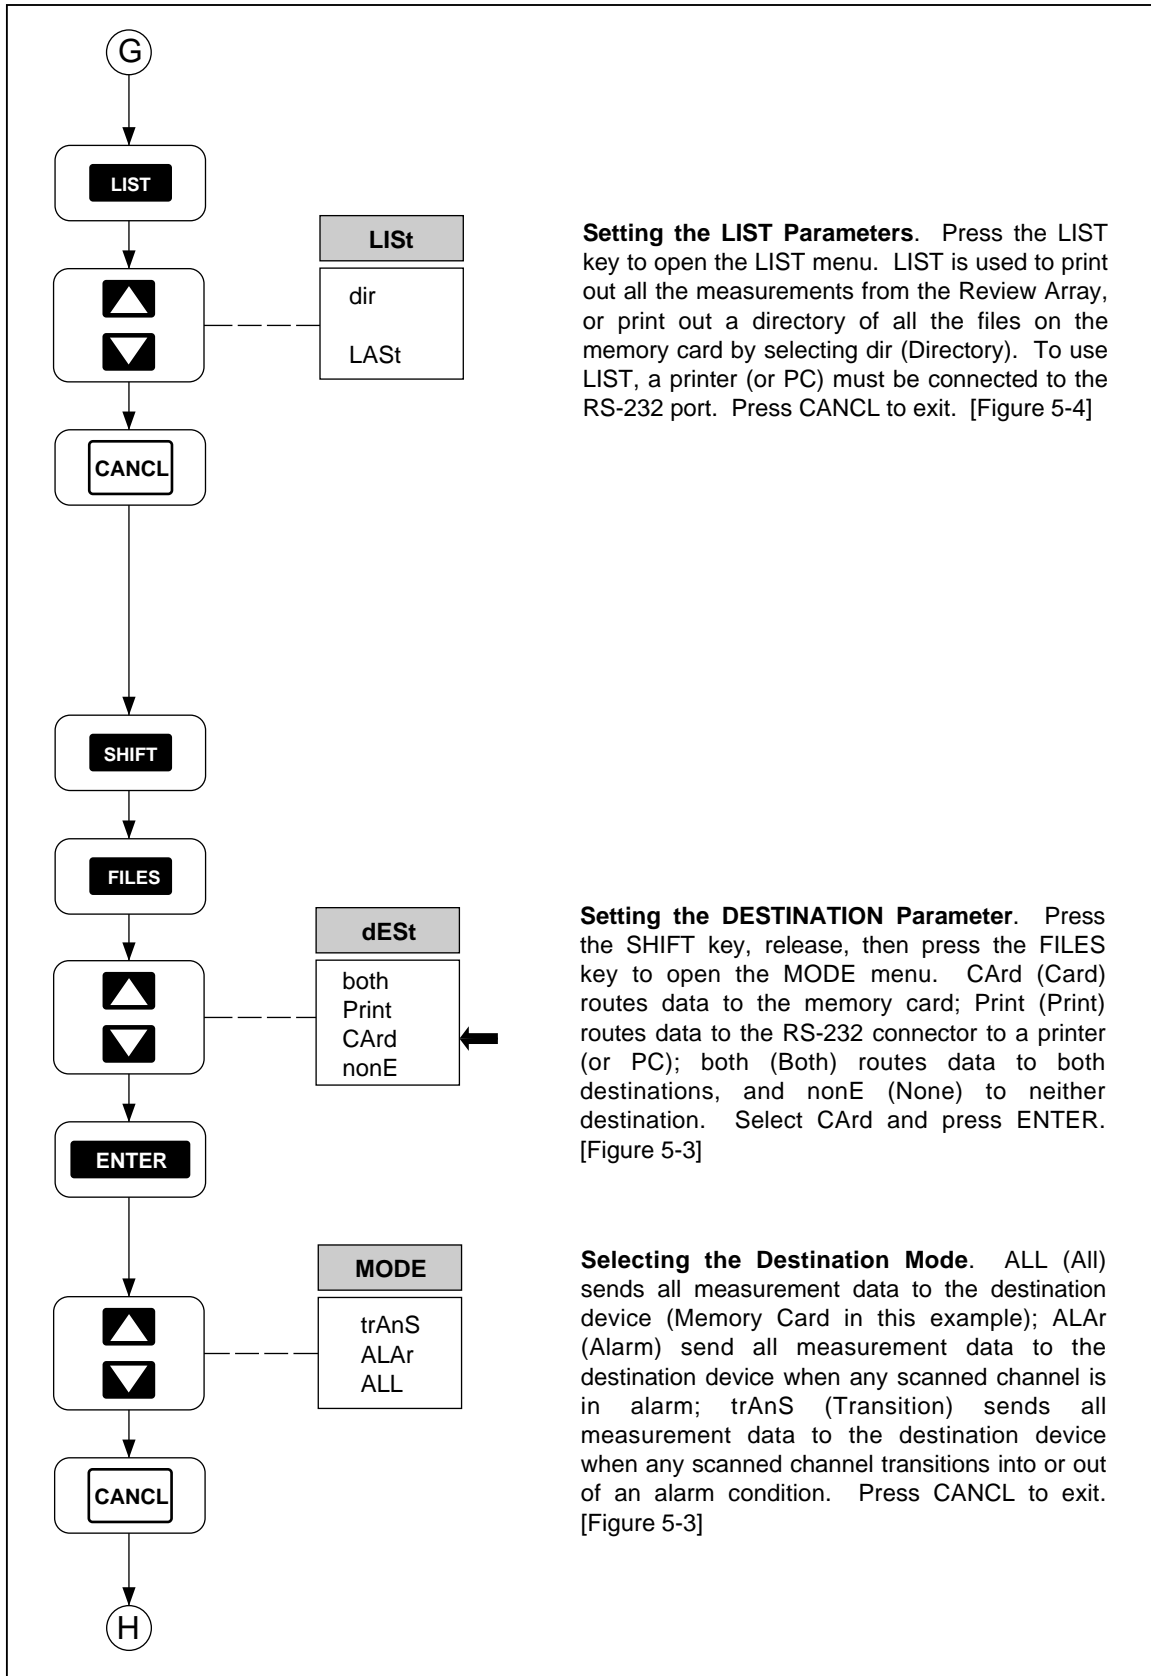 G
LIST
LISt
dir
LASt
Setting the LIST Parameters. Press the LIST
key to open the LIST menu. LIST is used to print
out all the measurements from the Review Array,
or print out a directory of all the files on the
memory card by selecting dir (Directory). To use
LIST, a printer (or PC) must be connected to the
RS-232 port. Press CANCL to exit. [Figure 5-4]
CANCL
SHIFT
FILES
dESt
both
Print
CArd
nonE
Setting the DESTINATION Parameter. Press
the SHIFT key, release, then press the FILES
key to open the MODE menu. CArd (Card)
routes data to the memory card; Print (Print)
routes data to the RS-232 connector to a printer
(or PC); both (Both) routes data to both
destinations, and nonE (None) to neither
destination. Select CArd and press ENTER.
[Figure 5-3]
ENTER
MODE
trAnS
ALAr
ALL
Selecting the Destination Mode. ALL (All)
sends all measurement data to the destination
device (Memory Card in this example); ALAr
(Alarm) send all measurement data to the
destination device when any scanned channel is
in alarm; trAnS (Transition) sends all
measurement data to the destination device
when any scanned channel transitions into or out
of an alarm condition. Press CANCL to exit.
[Figure 5-3]
CANCL
H